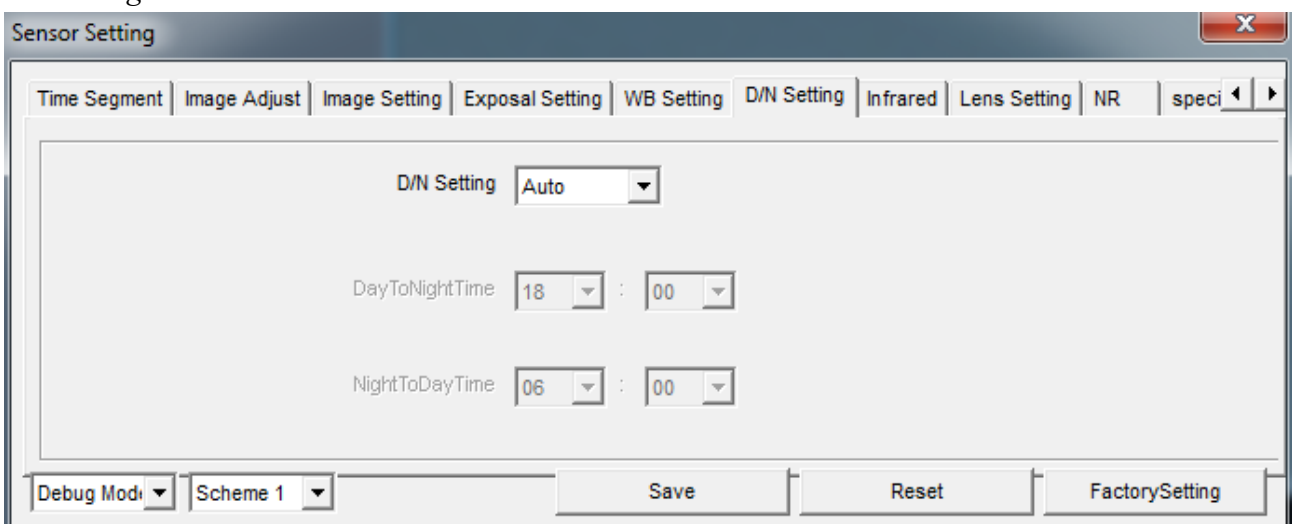 Sensor Setting
X
Time Segment Image Adjust Image Setting Exposal Setting WB Setting D/N Setting Infrared Lens Setting NR speci
D/N Setting Auto
DayToNightTime 18 : 00
NightToDayTime 06 : 00
Debug Mod Scheme 1 Save Reset FactorySetting